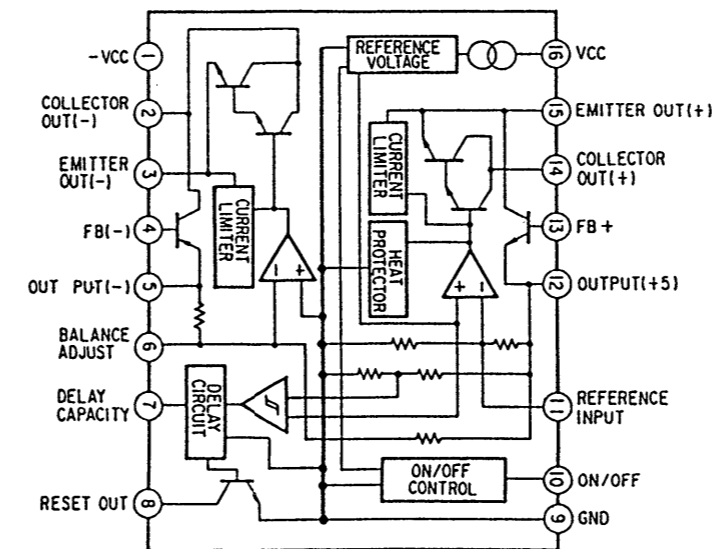 -VCC
1
COLLECTOR
OUT(-)
2
EMITTER
OUT(-)
3
FB(-)
4
OUT PUT(-)
5
BALANCE
ADJUST
6
DELAY
CAPACITY
7
RESET OUT
8
REFERENCE
VOLTAGE
CURRENT
LIMITER
CURRENT
LIMITER
HEAT
PROTECTOR
- +
+ -
DELAY
CIRCUIT
ON/OFF
CONTROL
16
VCC
15
EMITTER OUT(+)
14
COLLECTOR
OUT(+)
13
FB+
12
OUTPUT(+5)
11
REFERENCE
INPUT
10
ON/OFF
9
GND